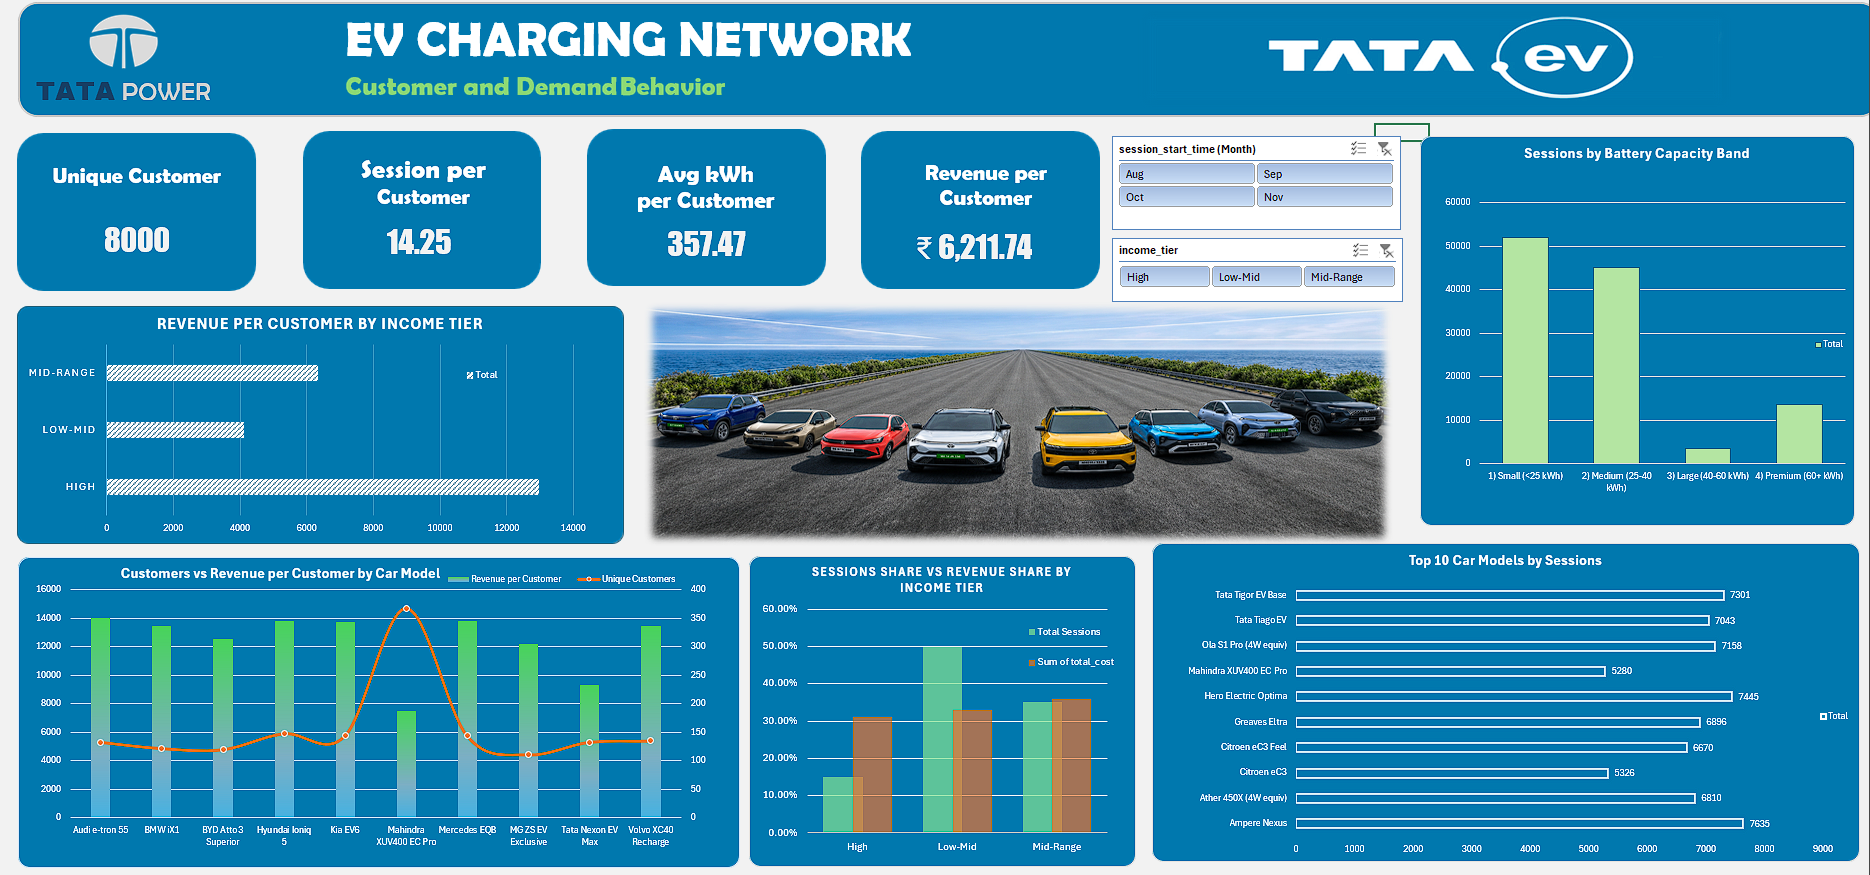 TATA POWER
EV CHARGING NETWORK
Customer and Demand Behavior
TATA .ev
Unique Customer
8000
Session per
Customer
14.25
Avg kWh
per Customer
357.47
Revenue per
Customer
₹ 6,211.74
session_start_time (Month)
Aug
Sep
Oct
Nov
income_tier
High
Low-Mid
Mid-Range
Sessions by Battery Capacity Band
60000
50000
40000
30000
20000
10000
0
Total
1) Small (<25 kWh)
2) Medium (25-40
kWh)
3) Large (40-60 kWh)
4) Premium (60+ kWh)
REVENUE PER CUSTOMER BY INCOME TIER
MID-RANGE
LOW-MID
HIGH
Total
0 2000 4000 6000 8000 10000 12000 14000
Customers vs Revenue per Customer by Car Model
Revenue per Customer
Unique Customers
16000
14000
12000
10000
8000
6000
4000
2000
0
400
350
300
250
200
150
100
50
0
Audi e-tron 55
BMW iX1
BYD Atto 3
Superior
Hyundai Ioniq
5
Kia EV6
Mahindra
XUV400 EC Pro
Mercedes EQB
MG ZS EV
Exclusive
Tata Nexon EV
Max
Volvo XC40
Recharge
SESSIONS SHARE VS REVENUE SHARE BY
INCOME TIER
60.00%
50.00%
40.00%
30.00%
20.00%
10.00%
0.00%
Total Sessions
Sum of total_cost
High
Low-Mid
Mid-Range
Top 10 Car Models by Sessions
Tata Tigor EV Base 7301
Tata Tiago EV 7043
Ola S1 Pro (4W equiv) 7158
Mahindra XUV400 EC Pro 5280
Hero Electric Optima 7445
Greaves Eltra 6896
Citroen eC3 Feel 6670
Citroen eC3 5326
Ather 450X (4W equiv) 6810
Ampere Nexus 7635
Total
0 1000 2000 3000 4000 5000 6000 7000 8000 9000